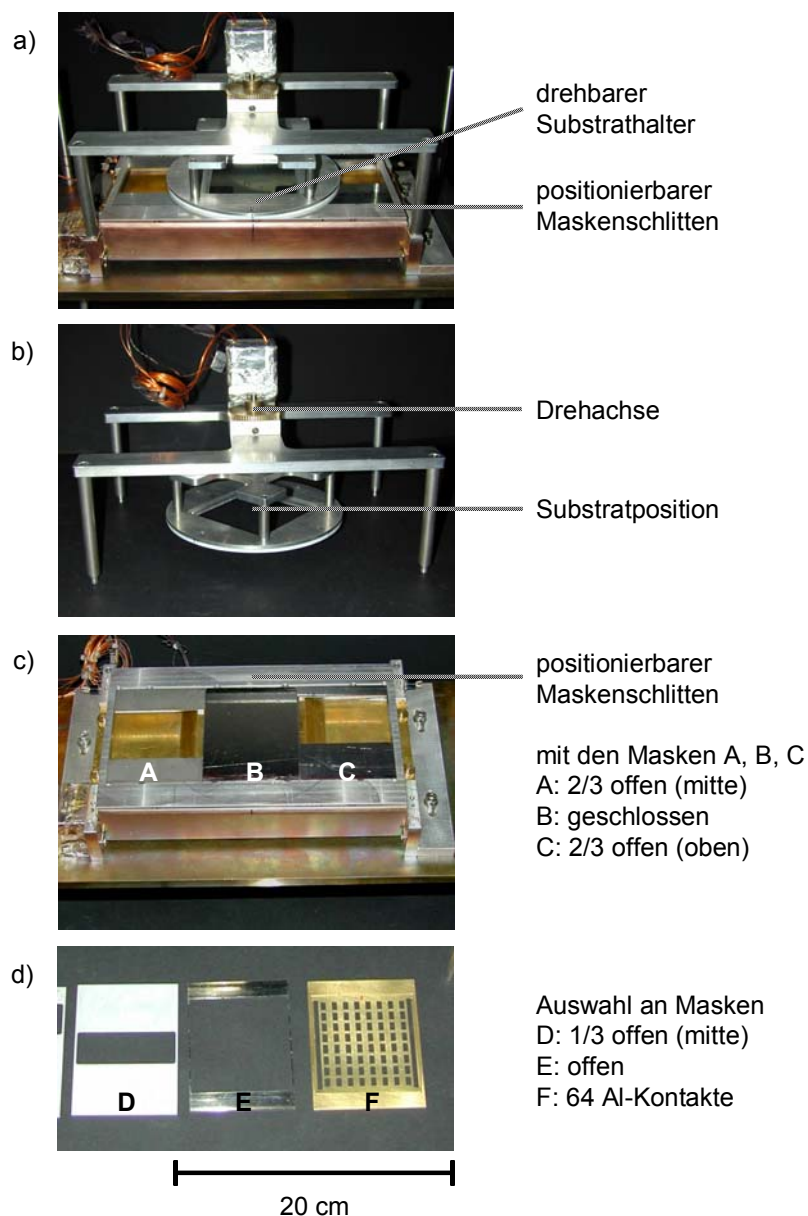 a)
drehbarer
Substrathalter
positionierbarer
Maskenschlitten
b)
Drehachse
Substratposition
c)
positionierbarer
Maskenschlitten
mit den Masken A, B, C
A: 2/3 offen (mitte)
B: geschlossen
C: 2/3 offen (oben)
A B C
d)
Auswahl an Masken
D: 1/3 offen (mitte)
E: offen
F: 64 Al-Kontakte
D E F
20 cm